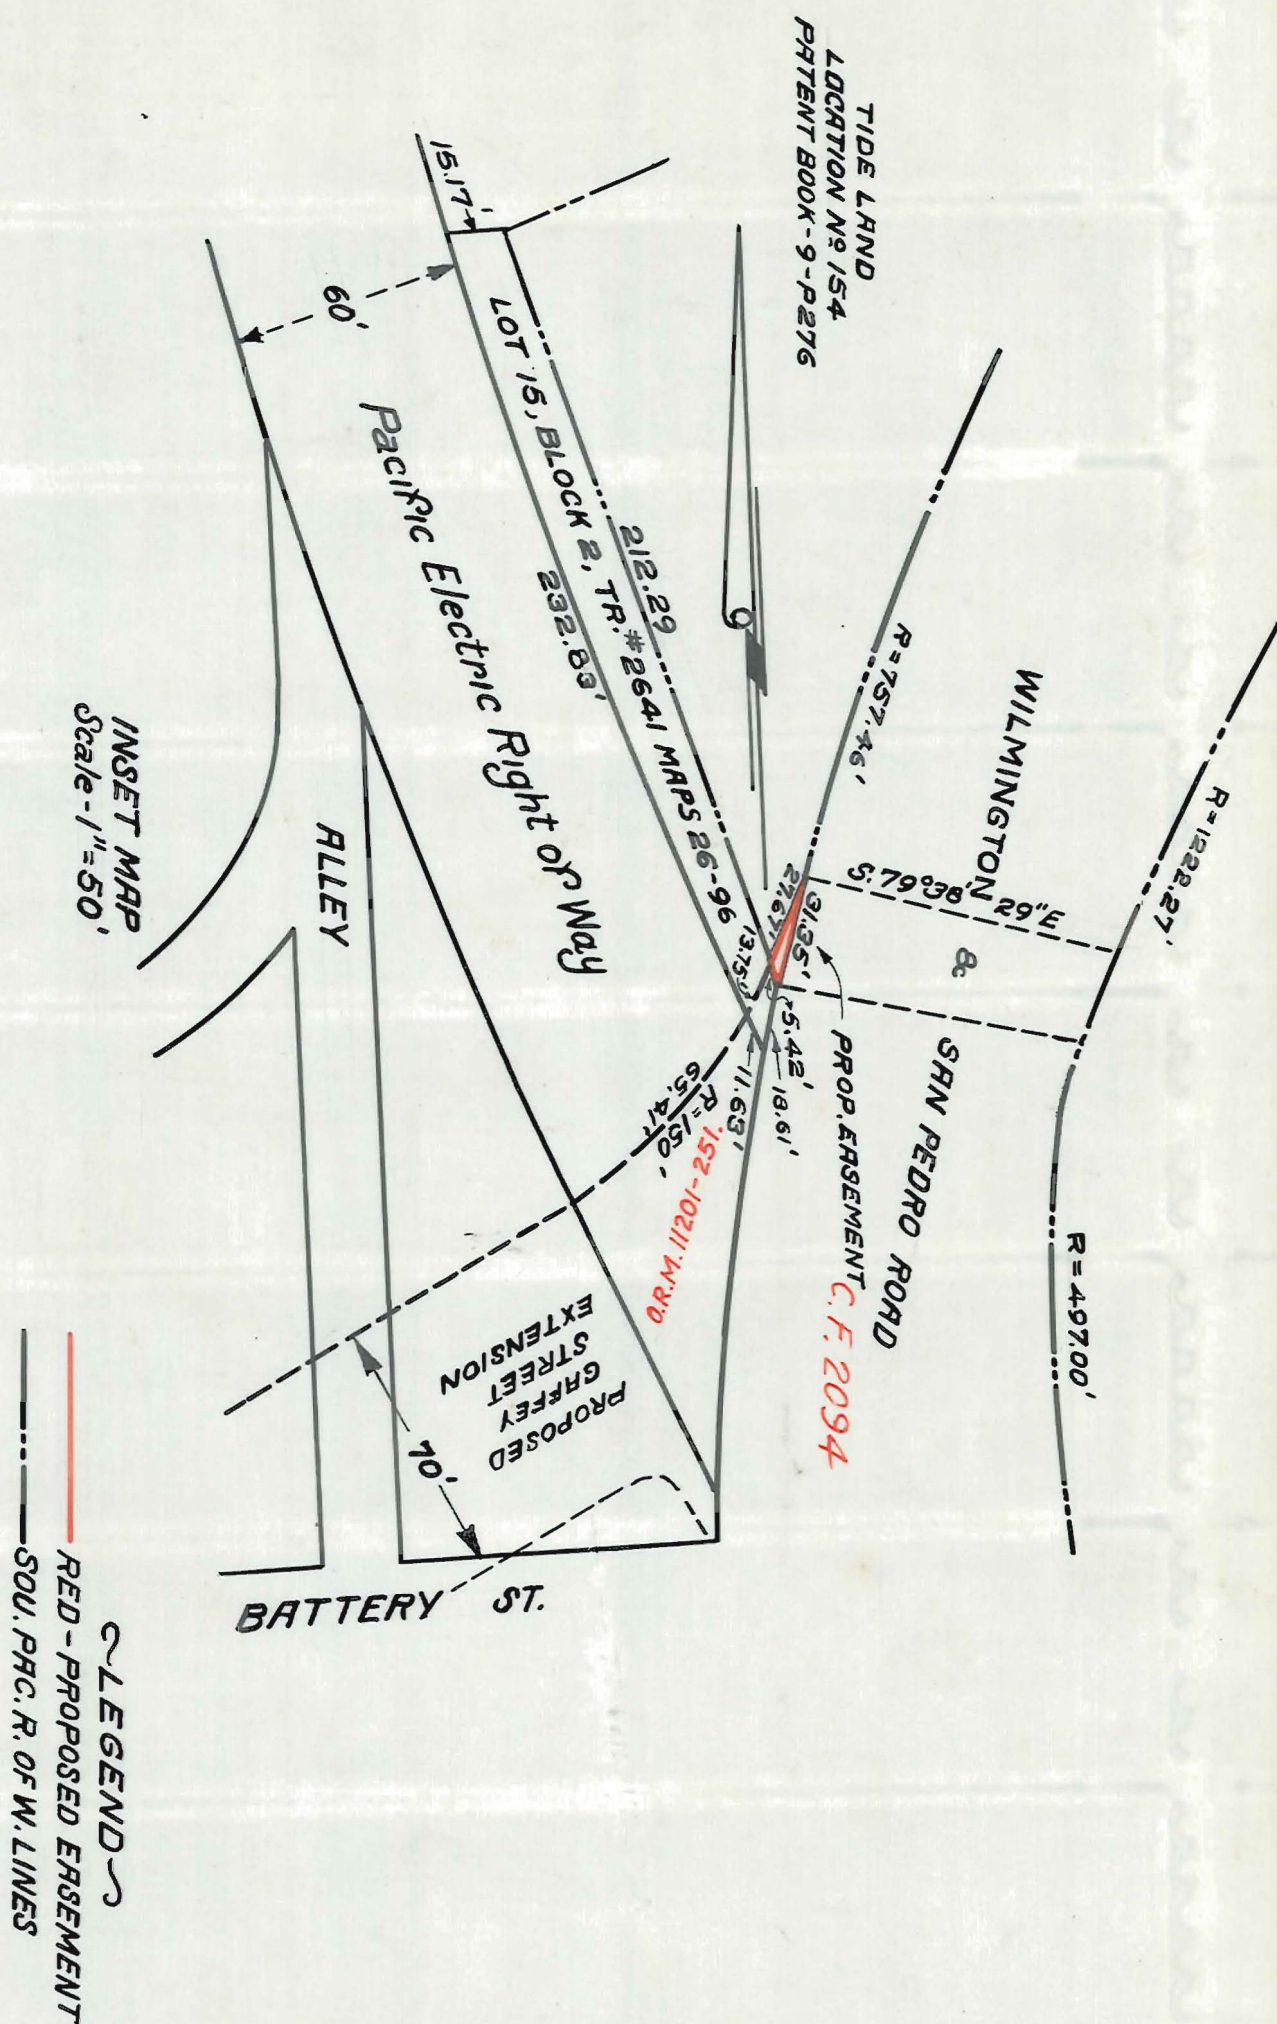 TIDE LAND
LOCATION Nº 154
PATENT BOOK-9-P276
15.17'
60'
LOT 15, BLOCK 2, TR.#2641 MAPS 26-96
212.29
232.83'
Pacific Electric Right of Way
R=757.46'
R=1222.27'
WILMINGTON
&
SAN PEDRO ROAD
S. 79°38'29"E
27.67'
31.35'
13.75'
5.42'
18.61'
11.63'
PROP. EASEMENT
C.F. 2094
R=497.00'
R=150'
65.41'
O.R.M. 11201-251.
PROPOSED
GAFFEY
STREET
EXTENSION
70'
ALLEY
BATTERY ST.
INSET MAP
Scale-1"=50'
~LEGEND~
RED-PROPOSED EASEMENT
SOU. PAC. R. OF W. LINES